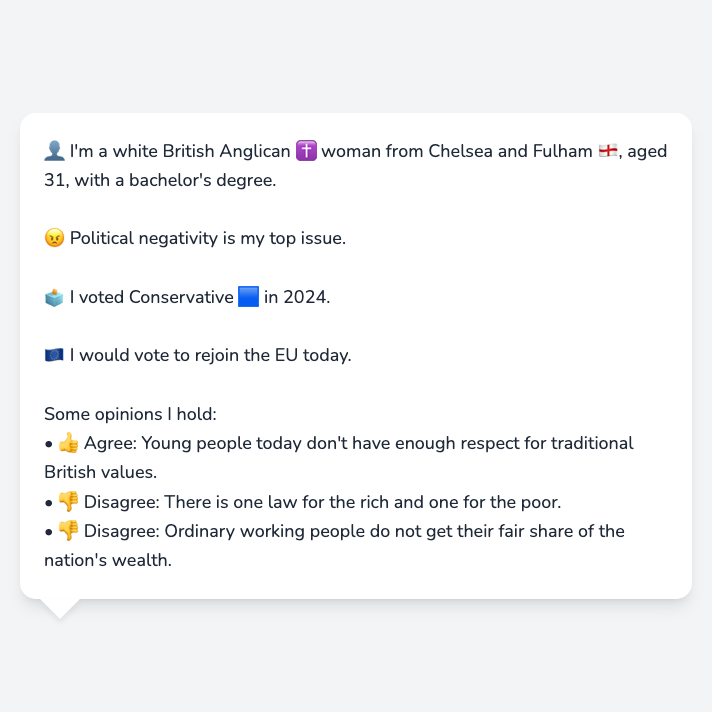 👤 I'm a white British Anglican ✝️ woman from Chelsea and Fulham 🏴󠁧󠁢󠁥󠁮󠁧󠁿, aged
31, with a bachelor's degree.
😠 Political negativity is my top issue.
🗳️ I voted Conservative 🟦 in 2024.
🇪🇺 I would vote to rejoin the EU today.
Some opinions I hold:
• 👍 Agree: Young people today don't have enough respect for traditional
British values.
• 👎 Disagree: There is one law for the rich and one for the poor.
• 👎 Disagree: Ordinary working people do not get their fair share of the
nation's wealth.